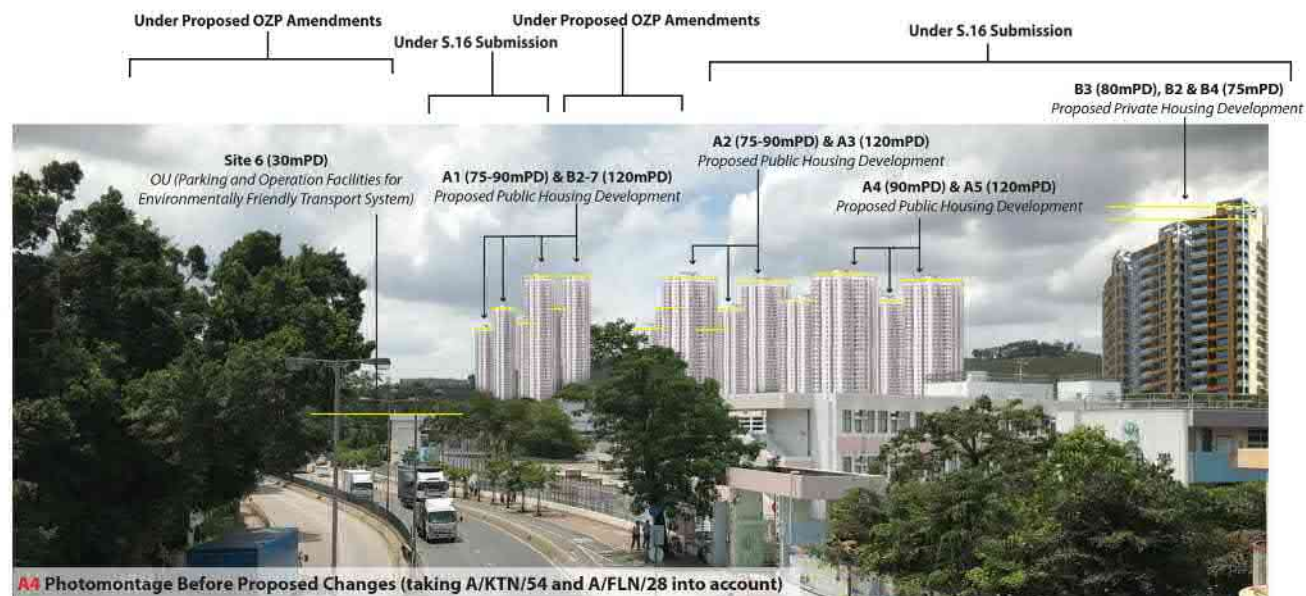 Under Proposed OZP Amendments
Under S.16 Submission
Under Proposed OZP Amendments
Under S.16 Submission
B3 (80mPD), B2 & B4 (75mPD)
Proposed Private Housing Development
Site 6 (30mPD)
OU (Parking and Operation Facilities for
Environmentally Friendly Transport System)
A1 (75-90mPD) & B2-7 (120mPD)
Proposed Public Housing Development
A2 (75-90mPD) & A3 (120mPD)
Proposed Public Housing Development
A4 (90mPD) & A5 (120mPD)
Proposed Public Housing Development
A4 Photomontage Before Proposed Changes (taking A/KTN/54 and A/FLN/28 into account)